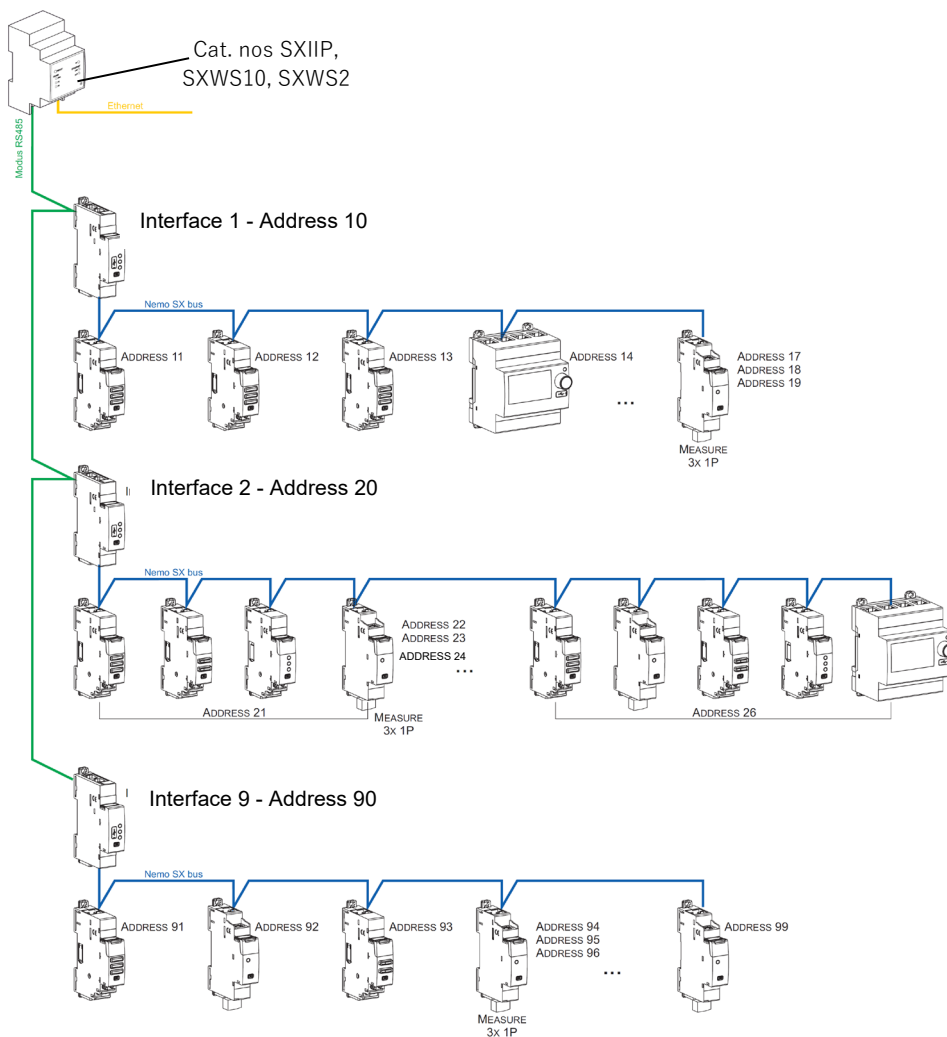 Cat. nos SXIIP,
SXWS10, SXWS2
Ethernet
Modus RS485
Interface 1 - Address 10
Nemo SX bus
ADDRESS 11
ADDRESS 12
ADDRESS 13
ADDRESS 14
ADDRESS 17
ADDRESS 18
ADDRESS 19
...
MEASURE
3X 1P
Interface 2 - Address 20
Nemo SX bus
ADDRESS 22
ADDRESS 23
ADDRESS 24
...
ADDRESS 21
MEASURE
3X 1P
ADDRESS 26
Interface 9 - Address 90
Nemo SX bus
ADDRESS 91
ADDRESS 92
ADDRESS 93
ADDRESS 94
ADDRESS 95
ADDRESS 96
ADDRESS 99
...
MEASURE
3X 1P